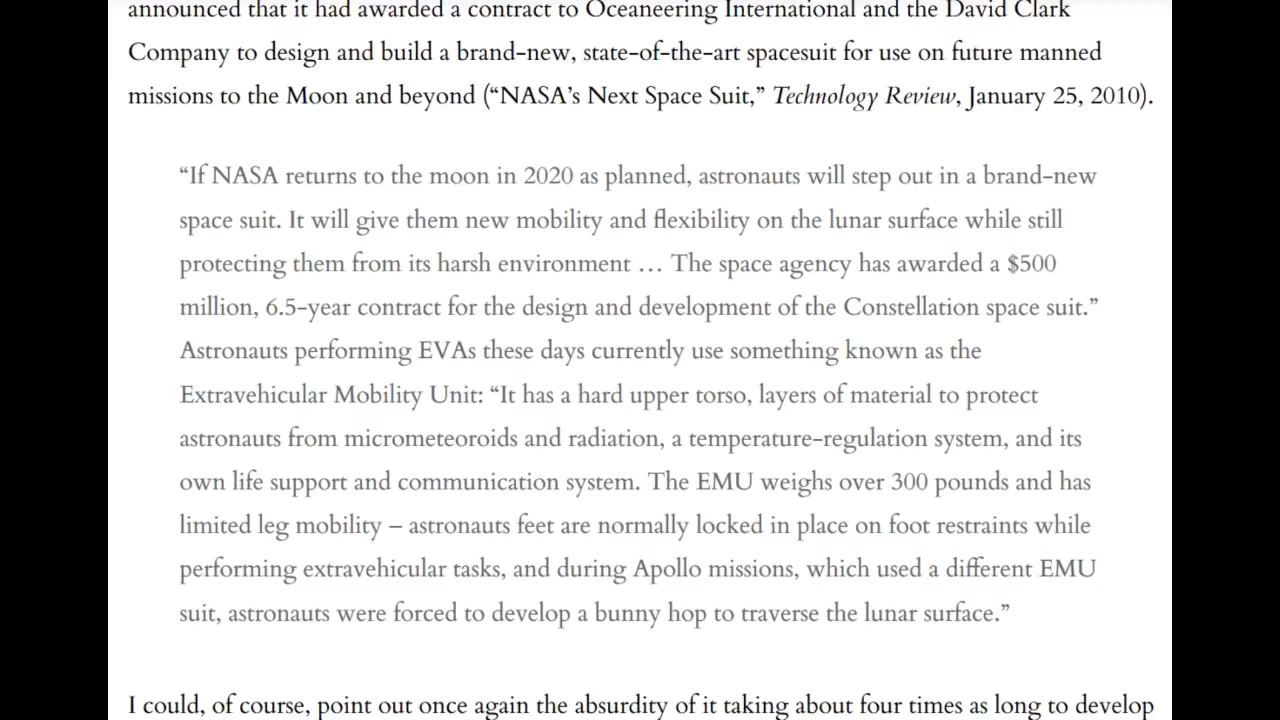 announced that it had awarded a contract to Oceaneering International and the David Clark
Company to design and build a brand-new, state-of-the-art spacesuit for use on future manned
missions to the Moon and beyond (“NASA’s Next Space Suit,” Technology Review, January 25, 2010).
“If NASA returns to the moon in 2020 as planned, astronauts will step out in a brand-new
space suit. It will give them new mobility and flexibility on the lunar surface while still
protecting them from its harsh environment … The space agency has awarded a $500
million, 6.5-year contract for the design and development of the Constellation space suit.”
Astronauts performing EVAs these days currently use something known as the
Extravehicular Mobility Unit: “It has a hard upper torso, layers of material to protect
astronauts from micrometeoroids and radiation, a temperature-regulation system, and its
own life support and communication system. The EMU weighs over 300 pounds and has
limited leg mobility – astronauts feet are normally locked in place on foot restraints while
performing extravehicular tasks, and during Apollo missions, which used a different EMU
suit, astronauts were forced to develop a bunny hop to traverse the lunar surface.”
I could, of course, point out once again the absurdity of it taking about four times as long to develop